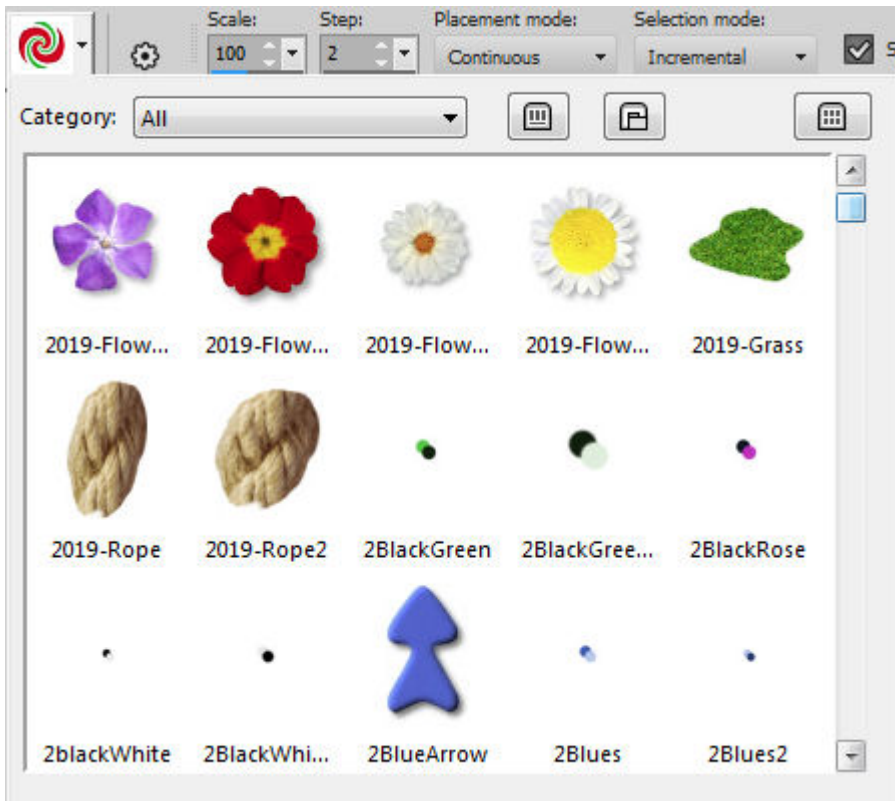 Scale: Step: Placement mode: Selection mode:
100 2 Continuous Incremental S
Category: All
2019-Flow... 2019-Flow... 2019-Flow... 2019-Flow... 2019-Grass
2019-Rope 2019-Rope2 2BlackGreen 2BlackGree... 2BlackRose
2blackWhite 2BlackWhi... 2BlueArrow 2Blues 2Blues2